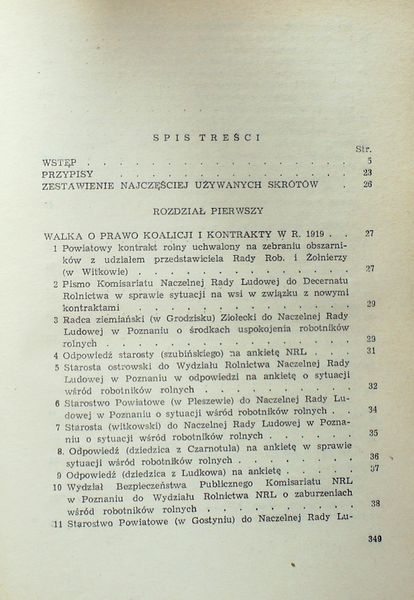 SPIS TREŚCI
Str.
WSTĘP . . . . . . . . . . . . . . . . 5
PRZYPISY . . . . . . . . . . . . . . 23
ZESTAWIENIE NAJCZĘŚCIEJ UŻYWANYCH SKRÓTÓW . 26
ROZDZIAŁ PIERWSZY
WALKA O PRAWO KOALICJI I KONTRAKTY W R. 1919 . . 27
1 Powiatowy kontrakt rolny uchwalony na zebraniu obszarni-
ków z udziałem przedstawiciela Rady Rob. i Żołnierzy
(w Witkowie) . . . . . . . . . . . . 27
2 Pismo Komisariatu Naczelnej Rady Ludowej do Decernatu
Rolnictwa w sprawie sytuacji na wsi w związku z nowymi
kontraktami . . . . . . . . . . . . 29
3 Radca ziemiański (w Grodzisku) Ziołecki do Naczelnej Rady
Ludowej w Poznaniu o środkach uspokojenia robotników
rolnych . . . . . . . . . . . . . . 29
4 Odpowiedź starosty (szubińskiego) na ankietę NRL . . . 31
5 Starosta ostrowski do Wydziału Rolnictwa Naczelnej Rady
Ludowej w Poznaniu w odpowiedzi na ankietę o sytuacji
wśród robotników rolnych . . . . . . . . . 32
6 Starostwo Powiatowe (w Pleszewie) do Naczelnej Rady Lu-
dowej w Poznaniu o sytuacji wśród robotników rolnych . . 34
7 Starosta (witkowski) do Naczelnej Rady Ludowej w Pozna-
niu o sytuacji wśród robotników rolnych . . . . . . 35
8. Odpowiedź (dziedzica z Czarnotula) na ankietę w sprawie
sytuacji wśród robotników rolnych . . . . . . . 36
9 Odpowiedź (dziedzica z Ludkowa) na ankietę . . . . . 37
10 Wydział Bezpieczeństwa Publicznego Komisariatu NRL
w Poznaniu do Wydziału Rolnictwa NRL o zaburzeniach
wśród robotników rolnych . . . . . . . . . 38
11 Starostwo Powiatowe (w Gostyniu) do Naczelnej Rady Lu-
349